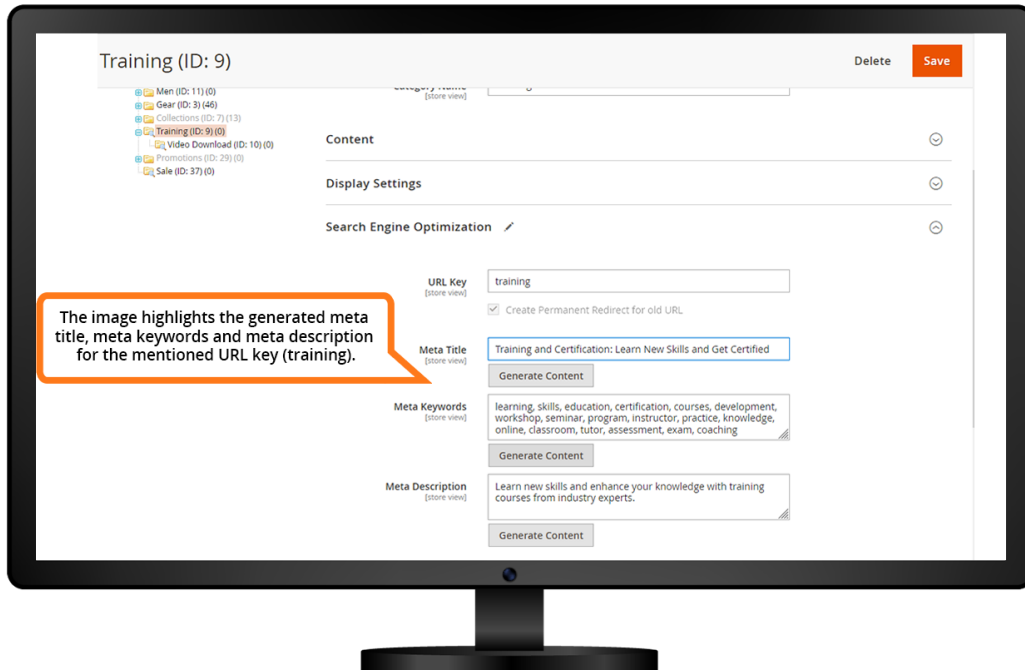 Training (ID: 9)
Delete
Save
Men (ID: 11) (0)
Gear (ID: 3) (46)
Collections (ID: 7) (13)
Training (ID: 9) (0)
Video Download (ID: 10) (0)
Promotions (ID: 29) (0)
Sale (ID: 37) (0)
Category Name
[store view]
Content
Display Settings
Search Engine Optimization
URL Key
[store view]
training
Create Permanent Redirect for old URL
The image highlights the generated meta
title, meta keywords and meta description
for the mentioned URL key (training).
Meta Title
[store view]
Training and Certification: Learn New Skills and Get Certified
Generate Content
Meta Keywords
[store view]
learning, skills, education, certification, courses, development,
workshop, seminar, program, instructor, practice, knowledge,
online, classroom, tutor, assessment, exam, coaching
Generate Content
Meta Description
[store view]
Learn new skills and enhance your knowledge with training
courses from industry experts.
Generate Content